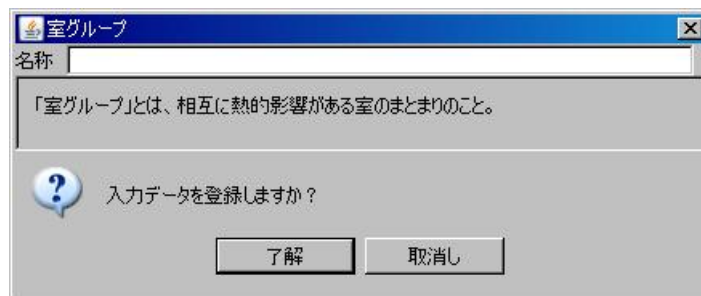 室グループ
名称
「室グループ」とは、相互に熱的影響がある室のまとまりのこと。
入力データを登録しますか？
了解
取消し